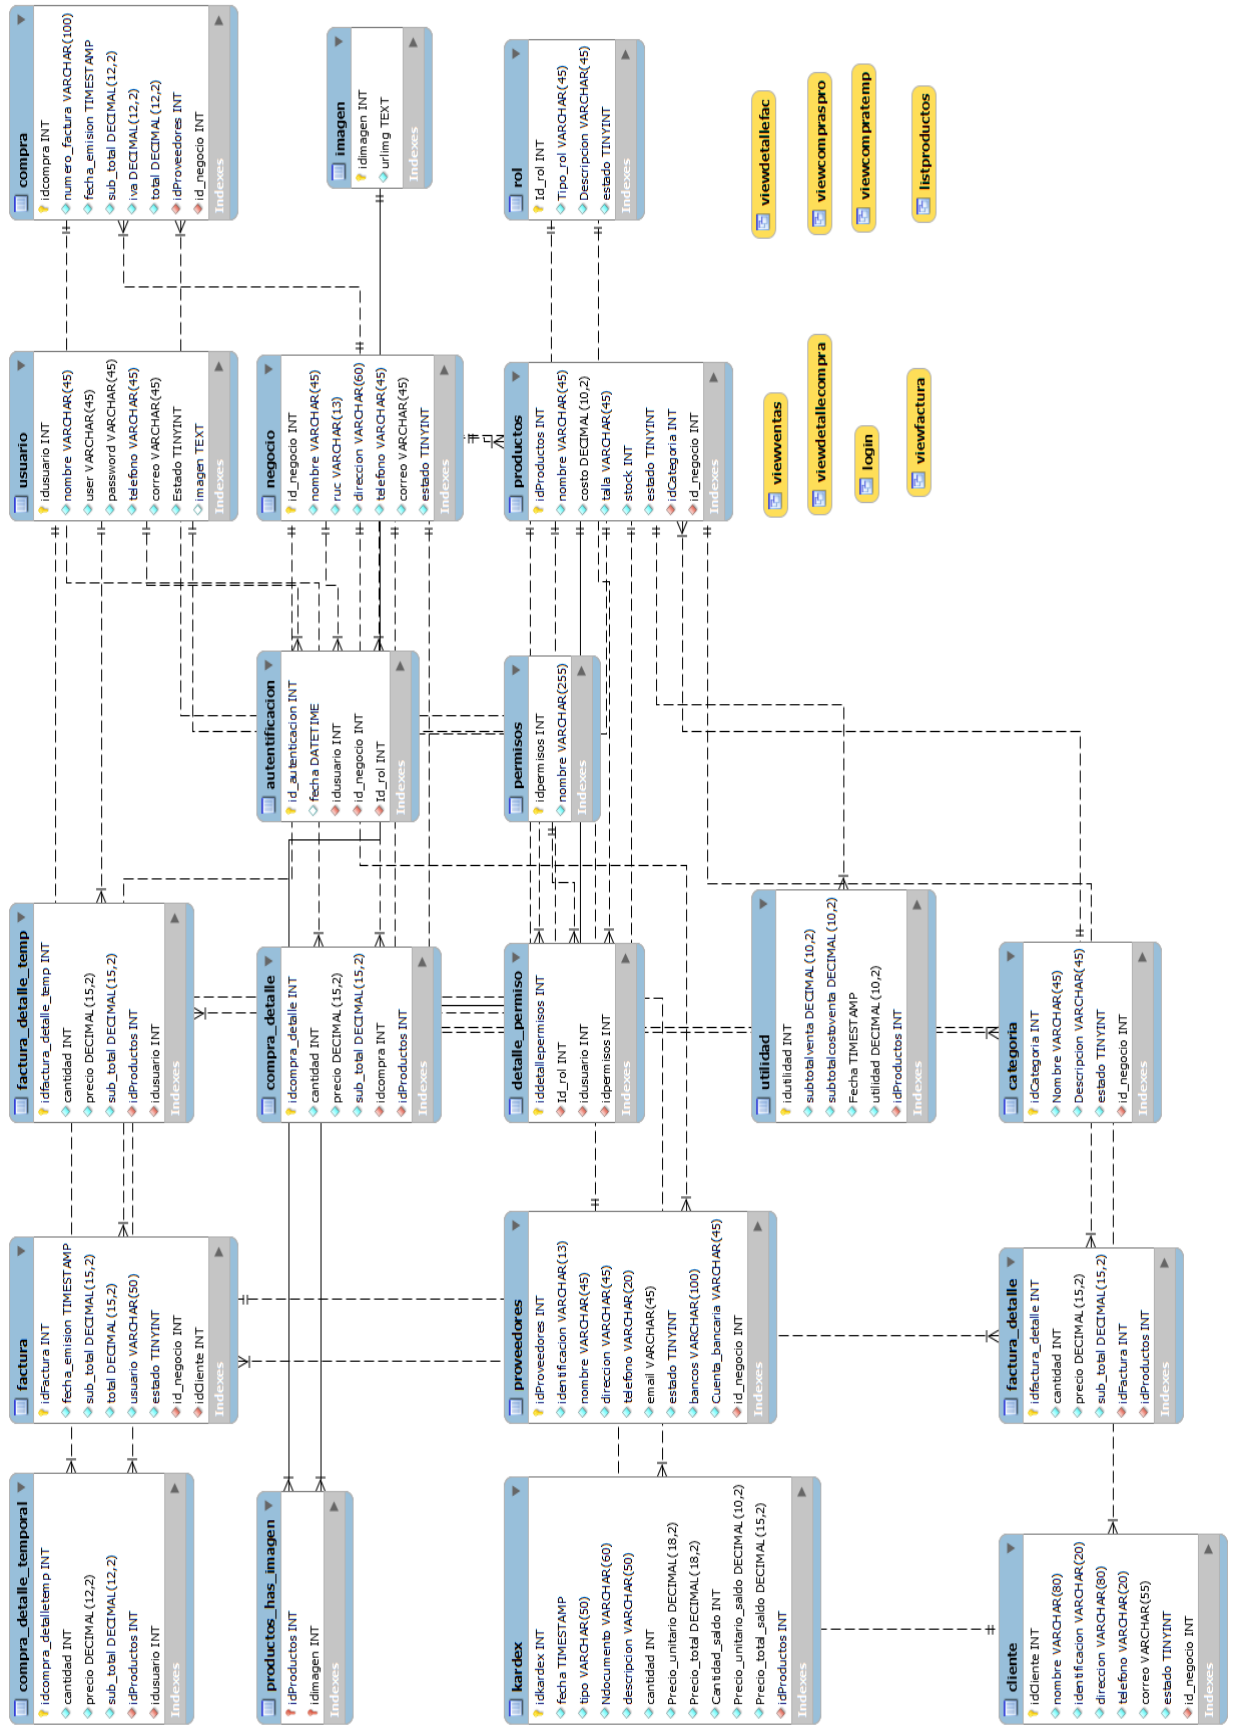 compra_detalle_temporal
idcompra_detalletemp INT
cantidad INT
precio DECIMAL(12,2)
sub_total DECIMAL(12,2)
idProductos INT
idusuario INT
Indexes
factura
idFactura INT
fecha_emision TIMESTAMP
sub_total DECIMAL(15,2)
total DECIMAL(15,2)
usuario VARCHAR(50)
estado TINYINT
id_negocio INT
idCliente INT
Indexes
factura_detalle_temp
idfactura_detalle_temp INT
cantidad INT
precio DECIMAL(15,2)
sub_total DECIMAL(15,2)
idProductos INT
idusuario INT
Indexes
usuario
idusuario INT
nombre VARCHAR(45)
user VARCHAR(45)
password VARCHAR(45)
telefono VARCHAR(45)
correo VARCHAR(45)
Estado TINYINT
imagen TEXT
Indexes
compra
idcompra INT
numero_factura VARCHAR(100)
fecha_emision TIMESTAMP
sub_total DECIMAL(12,2)
iva DECIMAL(12,2)
total DECIMAL(12,2)
idProveedores INT
id_negocio INT
Indexes
productos_has_imagen
idProductos INT
idimagen INT
Indexes
compra_detalle
idcompra_detalle INT
cantidad INT
precio DECIMAL(15,2)
sub_total DECIMAL(15,2)
idcompra INT
idProductos INT
Indexes
autentificacion
id_autenticacion INT
fecha DATETIME
idusuario INT
id_negocio INT
Id_rol INT
Indexes
negocio
id_negocio INT
nombre VARCHAR(45)
ruc VARCHAR(13)
direccion VARCHAR(60)
telefono VARCHAR(45)
correo VARCHAR(45)
estado TINYINT
Indexes
imagen
idimagen INT
urlimg TEXT
Indexes
kardex
idkardex INT
fecha TIMESTAMP
tipo VARCHAR(50)
Ndocumento VARCHAR(60)
descripcion VARCHAR(50)
cantidad INT
Precio_unitario DECIMAL(18,2)
Precio_total DECIMAL(18,2)
Cantidad_saldo INT
Precio_unitario_saldo DECIMAL(10,2)
Precio_total_saldo DECIMAL(15,2)
idProductos INT
Indexes
proveedores
idProveedores INT
identificacion VARCHAR(13)
nombre VARCHAR(45)
direccion VARCHAR(45)
telefono VARCHAR(20)
email VARCHAR(45)
estado TINYINT
bancos VARCHAR(100)
Cuenta_bancaria VARCHAR(45)
id_negocio INT
Indexes
detalle_permiso
iddetallepermisos INT
Id_rol INT
idusuario INT
idpermisos INT
Indexes
permisos
idpermisos INT
nombre VARCHAR(255)
Indexes
productos
idProductos INT
nombre VARCHAR(45)
costo DECIMAL(10,2)
talla VARCHAR(45)
stock INT
estado TINYINT
idCategoria INT
id_negocio INT
Indexes
rol
Id_rol INT
Tipo_rol VARCHAR(45)
Descripcion VARCHAR(45)
estado TINYINT
Indexes
utilidad
idutilidad INT
subtotalventa DECIMAL(10,2)
subtotalcostoventa DECIMAL(10,2)
Fecha TIMESTAMP
utilidad DECIMAL(10,2)
idProductos INT
Indexes
viewventas
viewdetallefac
viewdetallecompra
viewcompraspro
login
viewcompratemp
viewfactura
listproductos
cliente
idCliente INT
nombre VARCHAR(80)
identificacion VARCHAR(20)
direccion VARCHAR(80)
telefono VARCHAR(20)
correo VARCHAR(55)
estado TINYINT
id_negocio INT
Indexes
factura_detalle
idfactura_detalle INT
cantidad INT
precio DECIMAL(15,2)
sub_total DECIMAL(15,2)
idFactura INT
idProductos INT
Indexes
categoria
idCategoria INT
Nombre VARCHAR(45)
Descripcion VARCHAR(45)
estado TINYINT
id_negocio INT
Indexes